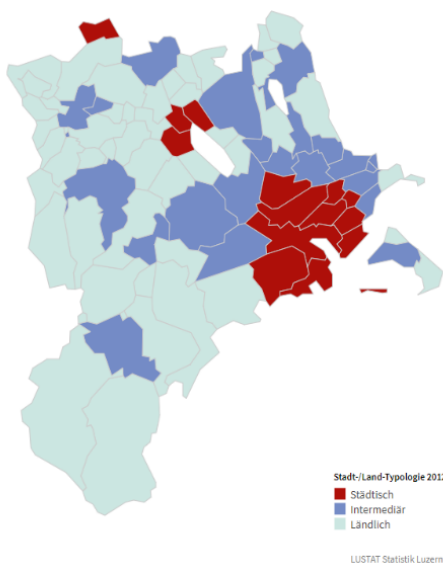 Stadt-/Land-Typologie 2012
Städtisch
Intermediär
Ländlich
LUSTAT Statistik Luzern